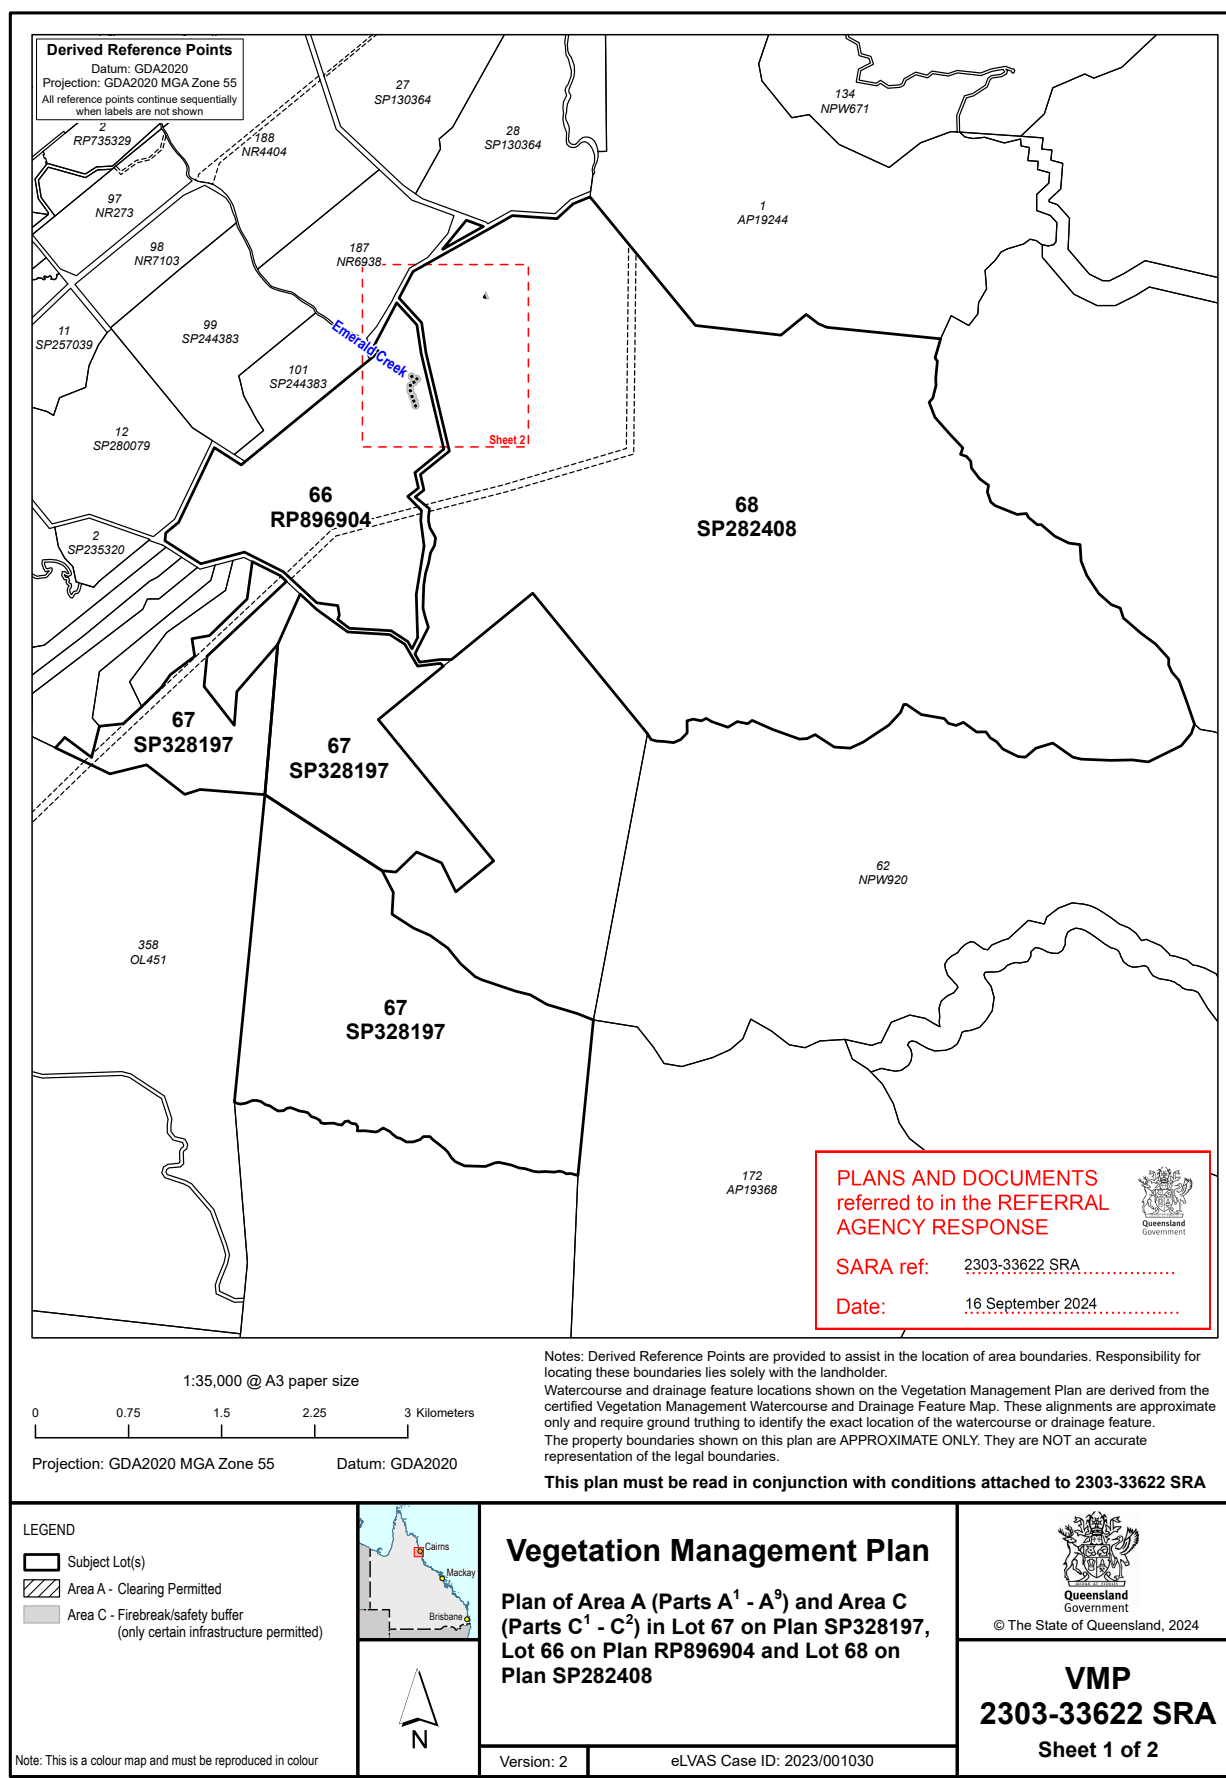 Derived Reference Points
Datum: GDA2020
Projection: GDA2020 MGA Zone 55
All reference points continue sequentially
when labels are not shown
2
RP735329
188
NR4404
27
SP130364
28
SP130364
134
NPW671
97
NR273
98
NR7103
187
NR6938
1
AP19244
11
SP257039
99
SP244383
101
SP244383
Emerald Creek
12
SP280079
Sheet 2
66
RP896904
68
SP282408
2
SP235320
67
SP328197
67
SP328197
62
NPW920
358
OL451
67
SP328197
172
AP19368
PLANS AND DOCUMENTS
referred to in the REFERRAL
AGENCY RESPONSE
Queensland
Government
SARA ref: 2303-33622 SRA
Date: 16 September 2024
1:35,000 @ A3 paper size
0 0.75 1.5 2.25 3 Kilometers
Projection: GDA2020 MGA Zone 55 Datum: GDA2020
Notes: Derived Reference Points are provided to assist in the location of area boundaries. Responsibility for
locating these boundaries lies solely with the landholder.
Watercourse and drainage feature locations shown on the Vegetation Management Plan are derived from the
certified Vegetation Management Watercourse and Drainage Feature Map. These alignments are approximate
only and require ground truthing to identify the exact location of the watercourse or drainage feature.
The property boundaries shown on this plan are APPROXIMATE ONLY. They are NOT an accurate
representation of the legal boundaries.
This plan must be read in conjunction with conditions attached to 2303-33622 SRA
LEGEND
Subject Lot(s)
Area A - Clearing Permitted
Area C - Firebreak/safety buffer
(only certain infrastructure permitted)
Note: This is a colour map and must be reproduced in colour
Cairns
Mackay
Brisbane
N
Vegetation Management Plan
Plan of Area A (Parts A¹ - A⁹) and Area C
(Parts C¹ - C²) in Lot 67 on Plan SP328197,
Lot 66 on Plan RP896904 and Lot 68 on
Plan SP282408
Version: 2
eLVAS Case ID: 2023/001030
Queensland
Government
© The State of Queensland, 2024
VMP
2303-33622 SRA
Sheet 1 of 2